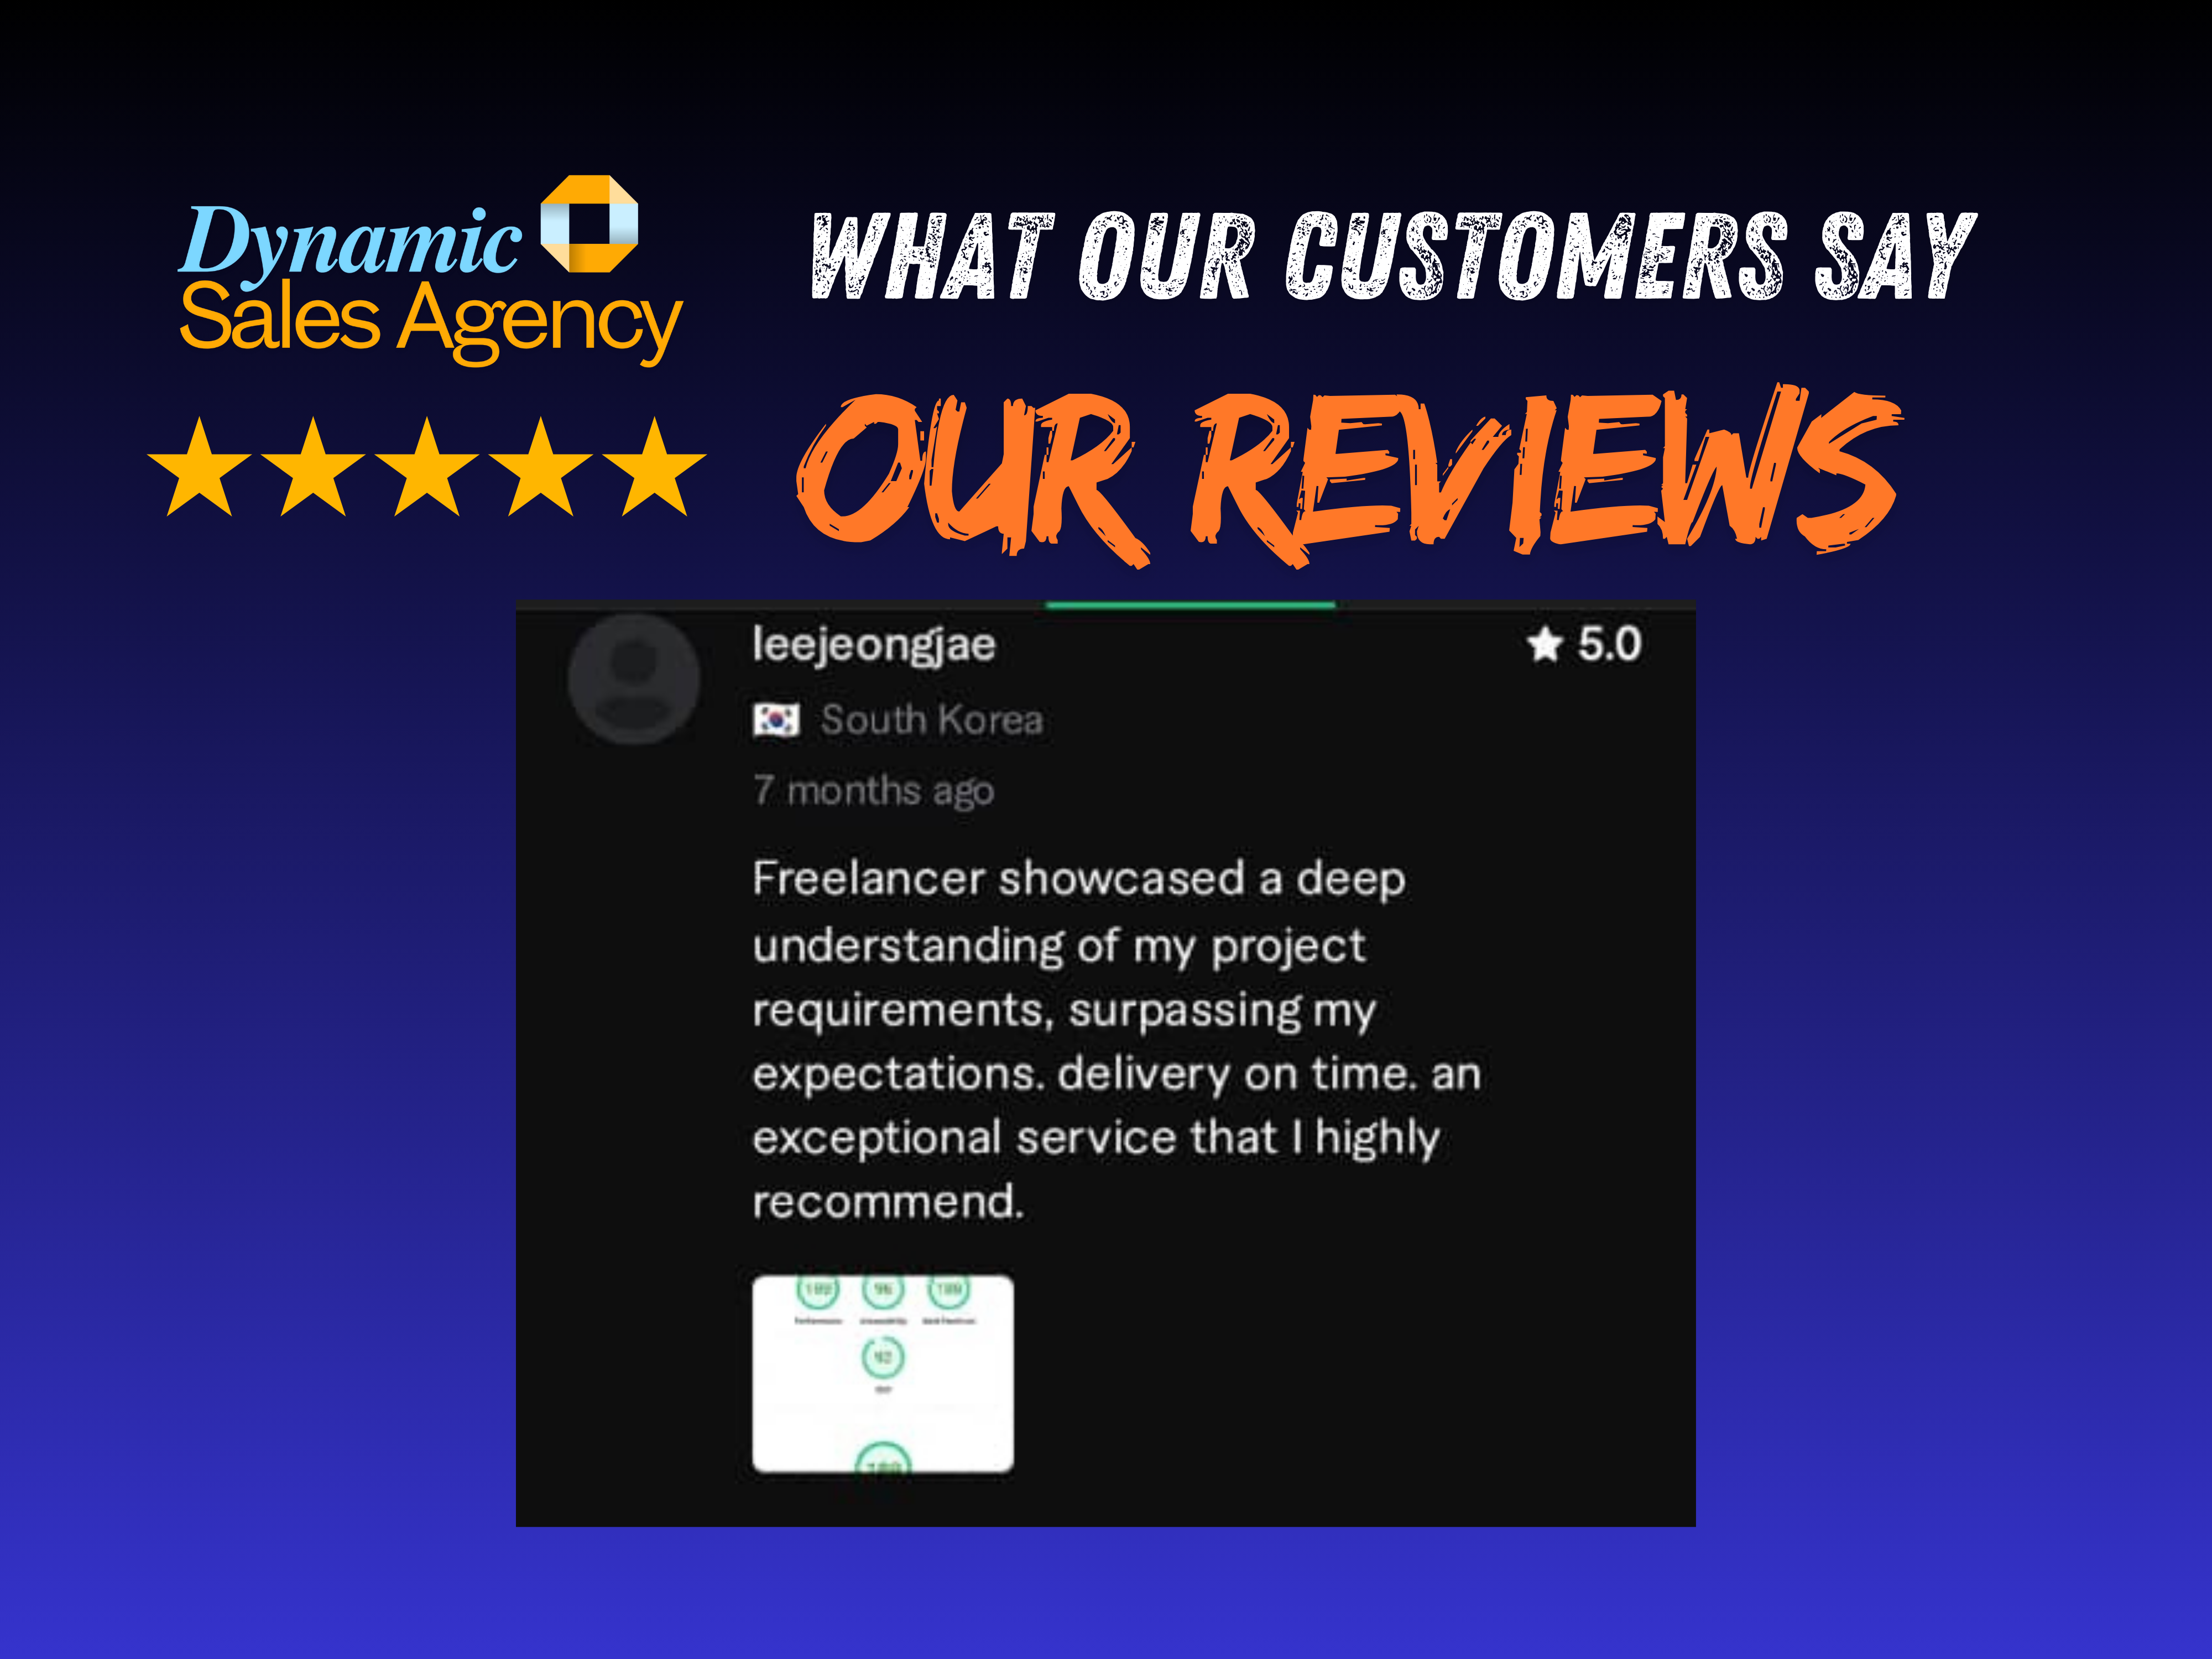 Dynamic
Sales Agency
WHAT OUR CUSTOMERS SAY
OUR REVIEWS
leejeongjae
5.0
South Korea
7 months ago
Freelancer showcased a deep
understanding of my project
requirements, surpassing my
expectations. delivery on time. an
exceptional service that I highly
recommend.